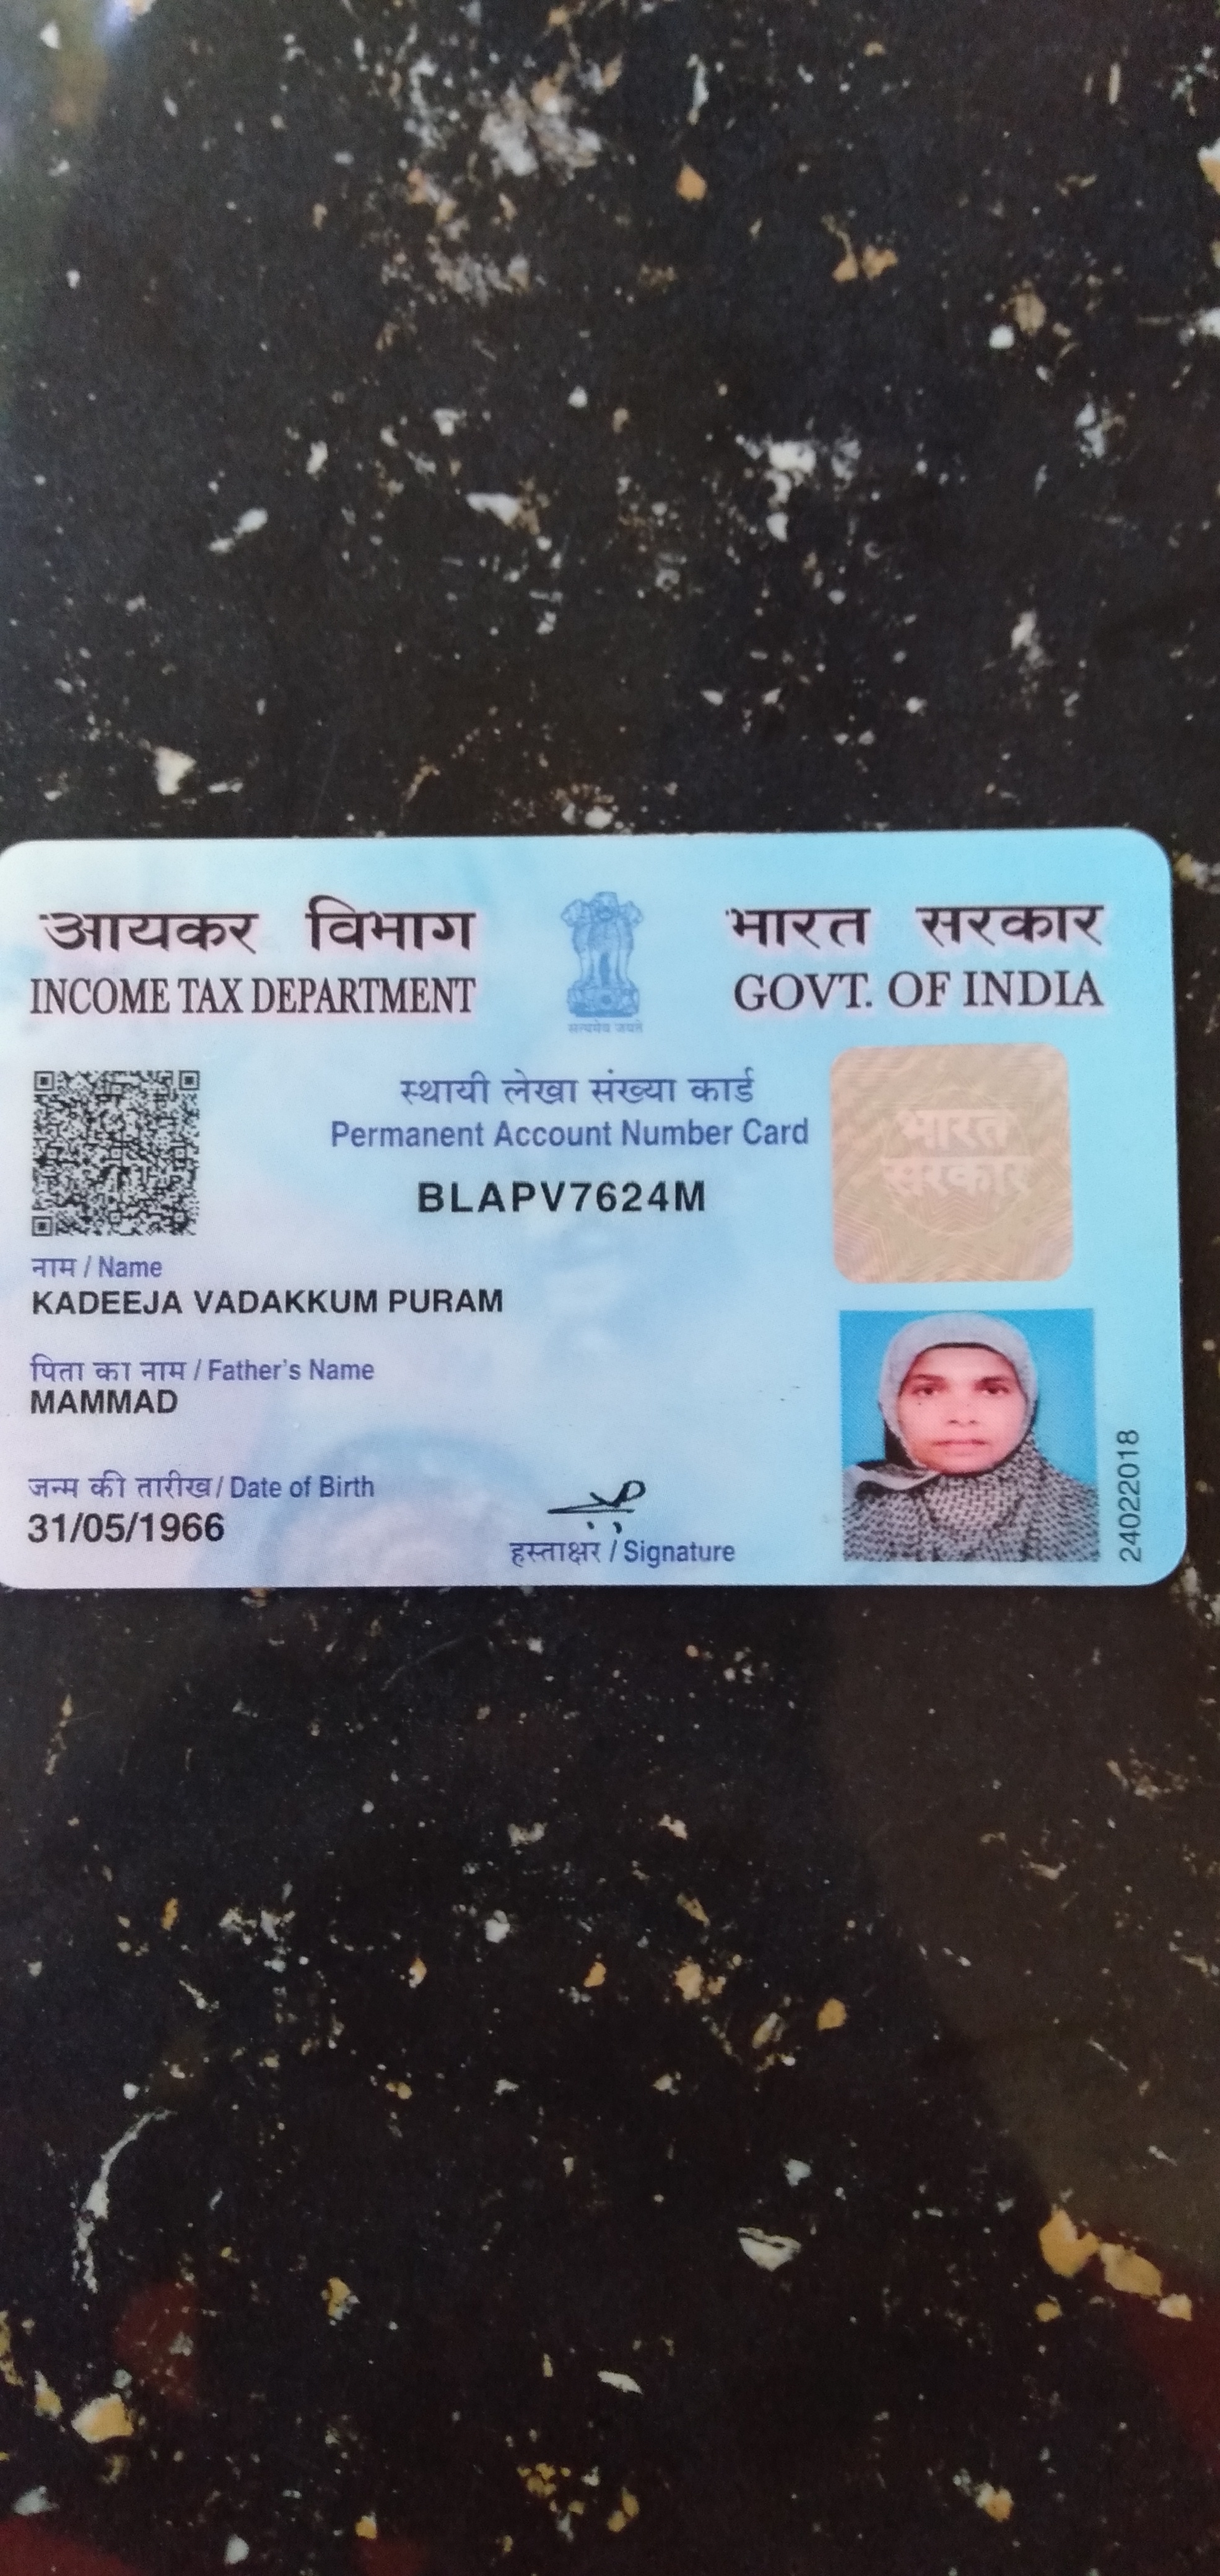 आयकर विभाग
INCOME TAX DEPARTMENT
सत्यमेव जयते
भारत सरकार
GOVT. OF INDIA
स्थायी लेखा संख्या कार्ड
Permanent Account Number Card
BLAPV7624M
भारत
सरकार
नाम / Name
KADEEJA VADAKKUM PURAM
पिता का नाम / Father's Name
MAMMAD
जन्म की तारीख / Date of Birth
31/05/1966
हस्ताक्षर / Signature
24022018